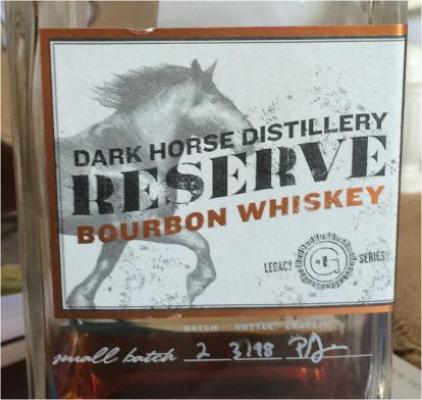 DARK HORSE DISTILLERY
RESERVE
BOURBON WHISKEY
LEGACY "G" SERIES
BATCH BOTTLE
small batch 2 3198